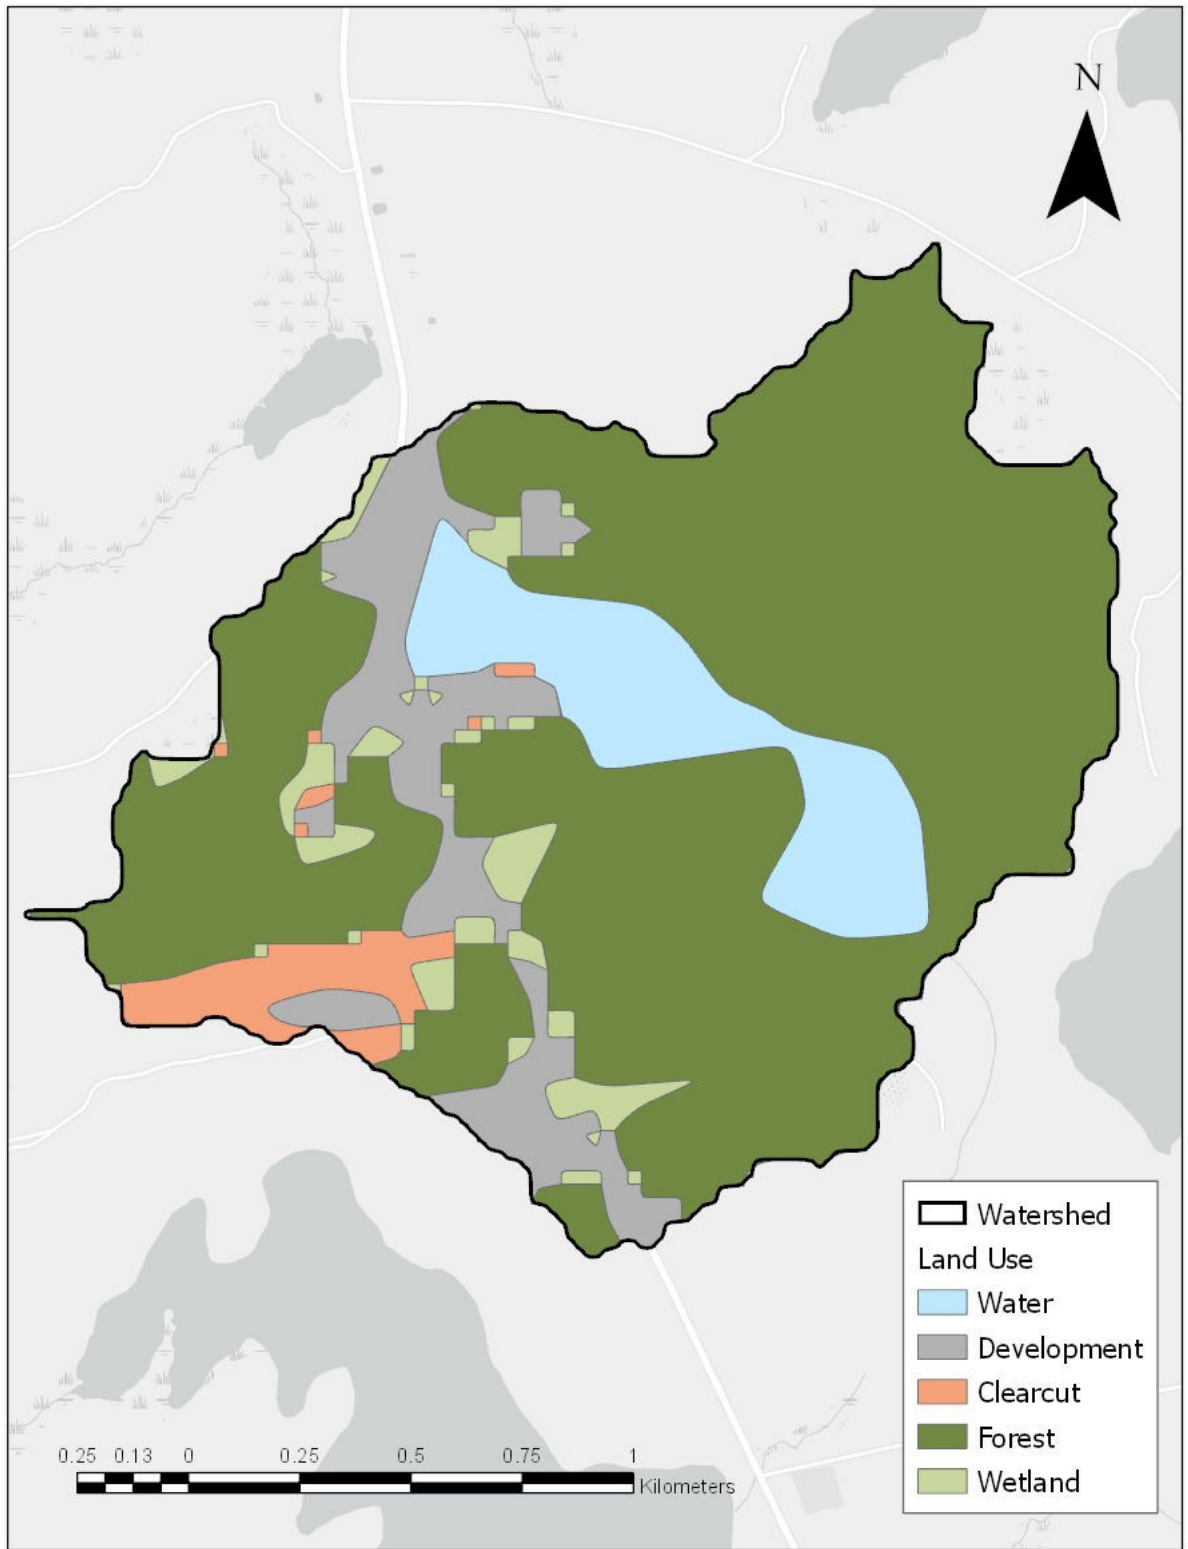 N
Watershed
Land Use
Water
Development
Clearcut
Forest
Wetland
0.25 0.13 0 0.25 0.5 0.75 1
Kilometers